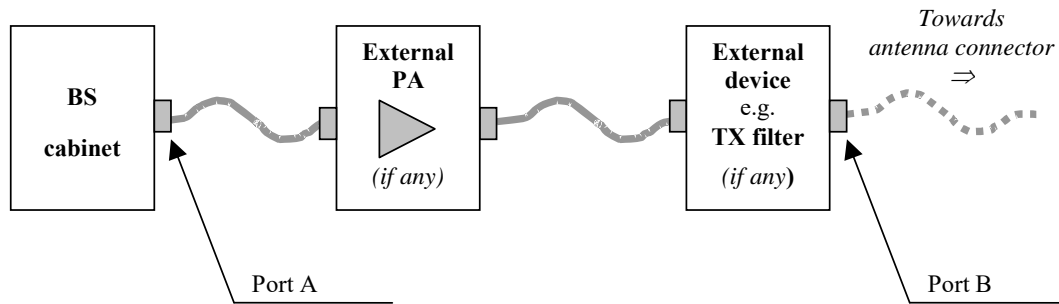 BS
cabinet
External
PA
(if any)
External
device
e.g.
TX filter
(if any)
Towards
antenna connector
⇒
Port A
Port B